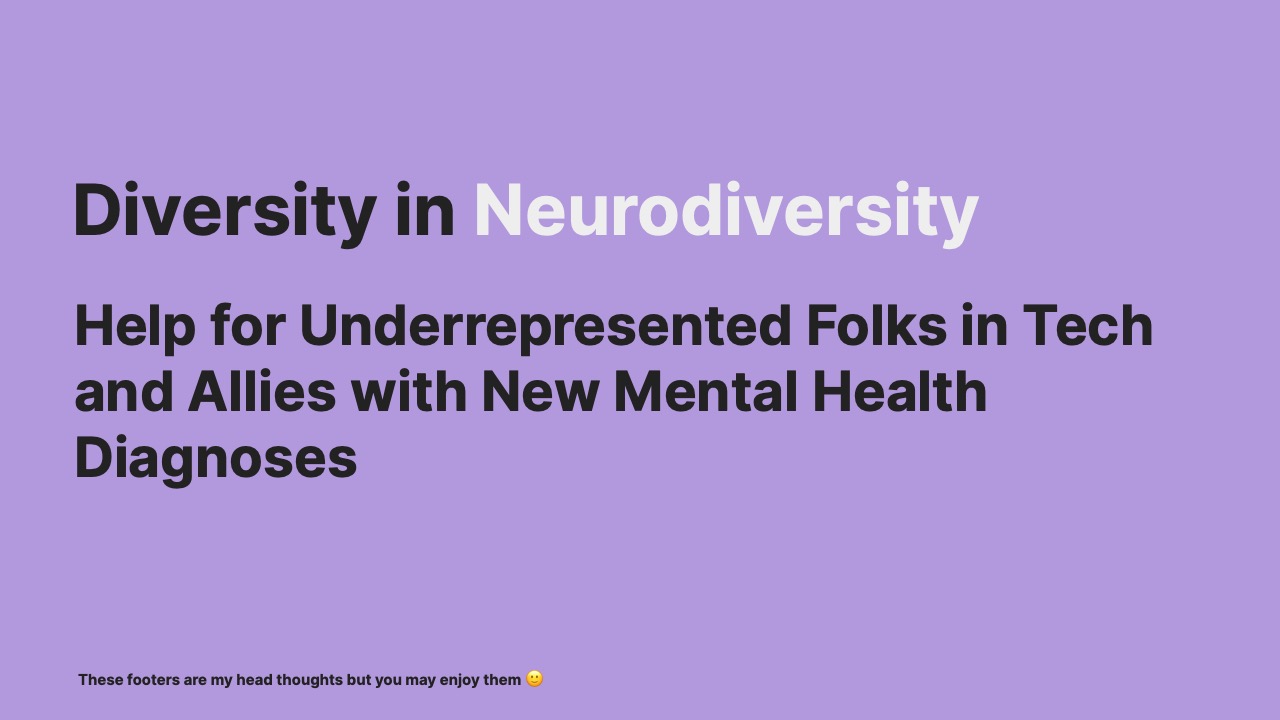 Diversity in Neurodiversity
Help for Underrepresented Folks in Tech
and Allies with New Mental Health
Diagnoses
These footers are my head thoughts but you may enjoy them 🙂